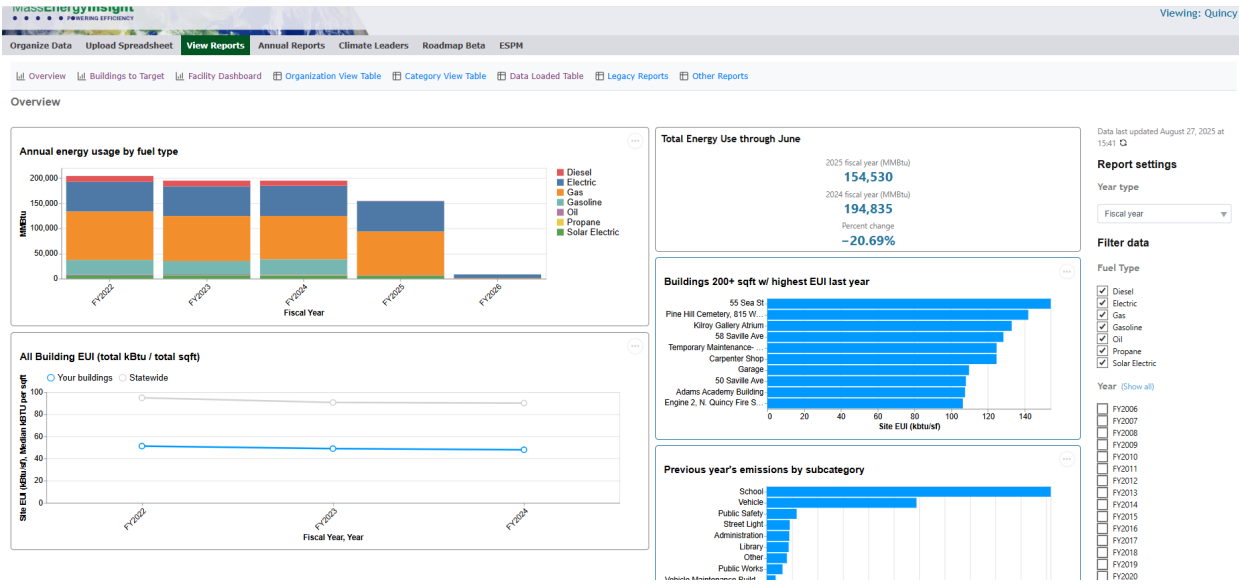 MassEnergyInsight
POWERING EFFICIENCY
Viewing: Quincy
Organize Data Upload Spreadsheet View Reports Annual Reports Climate Leaders Roadmap Beta ESPM
Overview Buildings to Target Facility Dashboard Organization View Table Category View Table Data Loaded Table Legacy Reports Other Reports
Overview
Annual energy usage by fuel type
MMBtu
200,000
150,000
100,000
50,000
0
FY2022 FY2023 FY2024 FY2025 FY2026
Fiscal Year
Diesel
Electric
Gas
Gasoline
Oil
Propane
Solar Electric
All Building EUI (total kBtu / total sqft)
Your buildings Statewide
Site EUI (kBtu/sf), Median kBTU per sqft
100
80
60
40
20
0
FY2022 FY2023 FY2024
Fiscal Year, Year
Total Energy Use through June
2025 fiscal year (MMBtu)
154,530
2024 fiscal year (MMBtu)
194,835
Percent change
−20.69%
Buildings 200+ sqft w/ highest EUI last year
55 Sea St
Pine Hill Cemetery, 815 W...
Kilroy Gallery Atrium
58 Saville Ave
Temporary Maintenance- ...
Carpenter Shop
Garage
50 Saville Ave
Adams Academy Building
Engine 2, N. Quincy Fire S...
0 20 40 60 80 100 120 140
Site EUI (kbtu/sf)
Previous year's emissions by subcategory
School
Vehicle
Public Safety
Street Light
Administration
Library
Other
Public Works
Vehicle Maintenance Build...
Data last updated August 27, 2025 at
15:41
Report settings
Year type
Fiscal year
Filter data
Fuel Type
Diesel
Electric
Gas
Gasoline
Oil
Propane
Solar Electric
Year (Show all)
FY2006
FY2007
FY2008
FY2009
FY2010
FY2011
FY2012
FY2013
FY2014
FY2015
FY2016
FY2017
FY2018
FY2019
FY2020